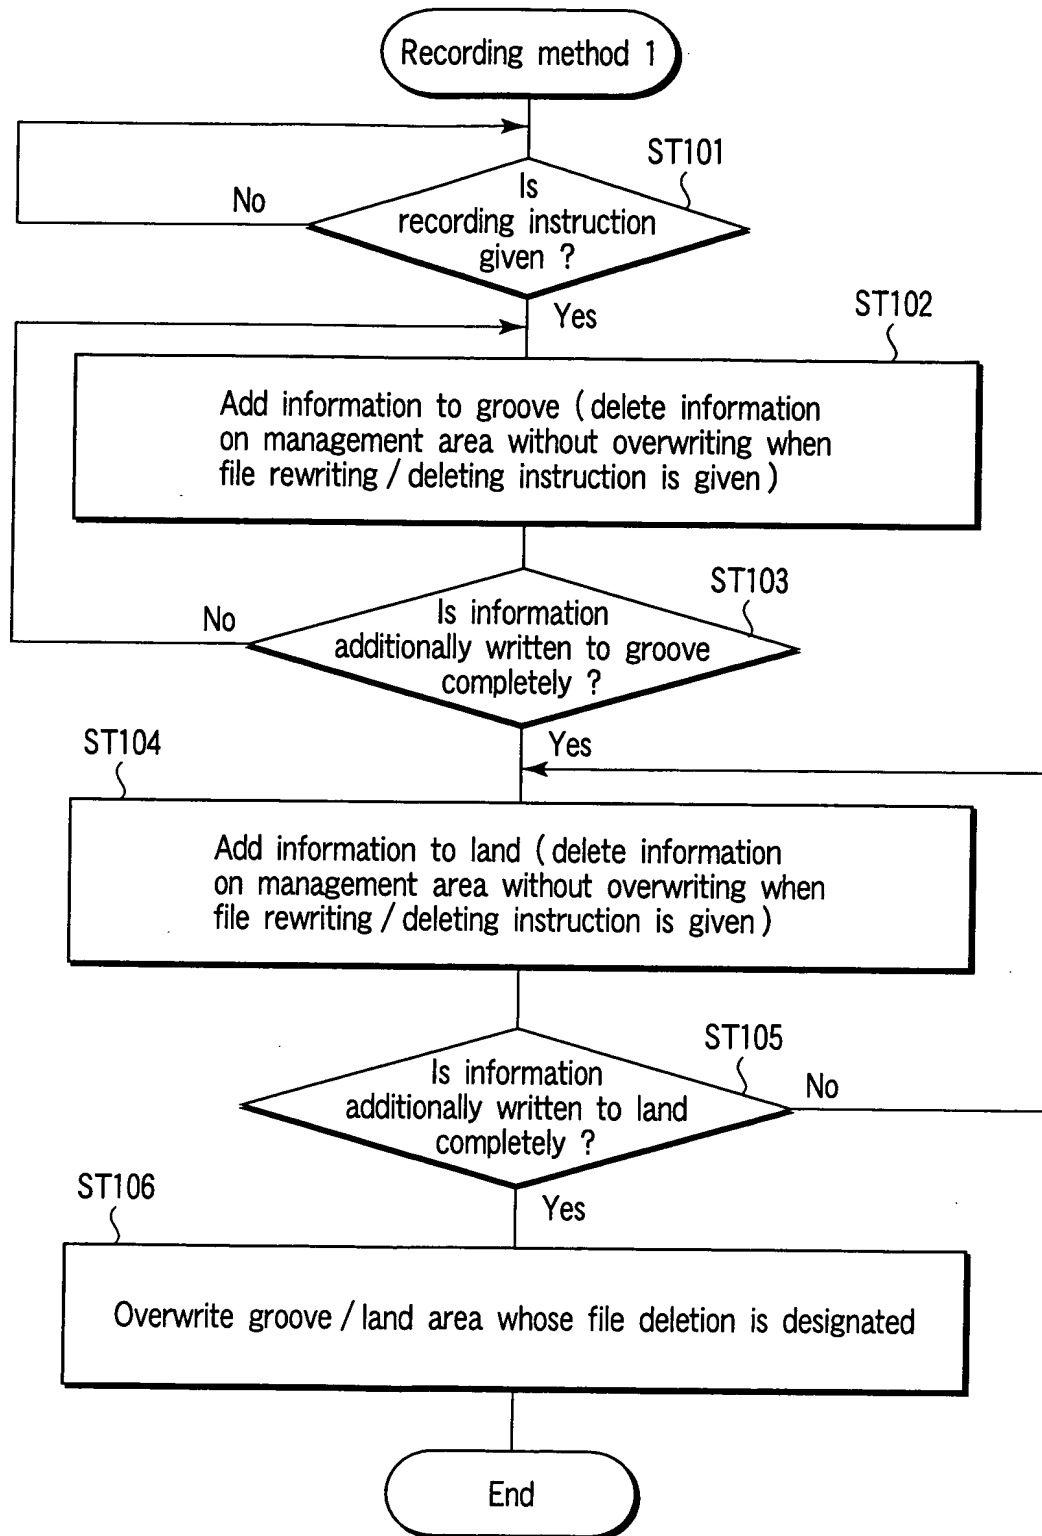 Recording method 1
ST101
Is
recording instruction
given ?
No
Yes
ST102
Add information to groove ( delete information
on management area without overwriting when
file rewriting / deleting instruction is given )
ST103
Is information
additionally written to groove
completely ?
No
Yes
ST104
Add information to land ( delete information
on management area without overwriting when
file rewriting / deleting instruction is given )
ST105
Is information
additionally written to land
completely ?
No
Yes
ST106
Overwrite groove / land area whose file deletion is designated
End